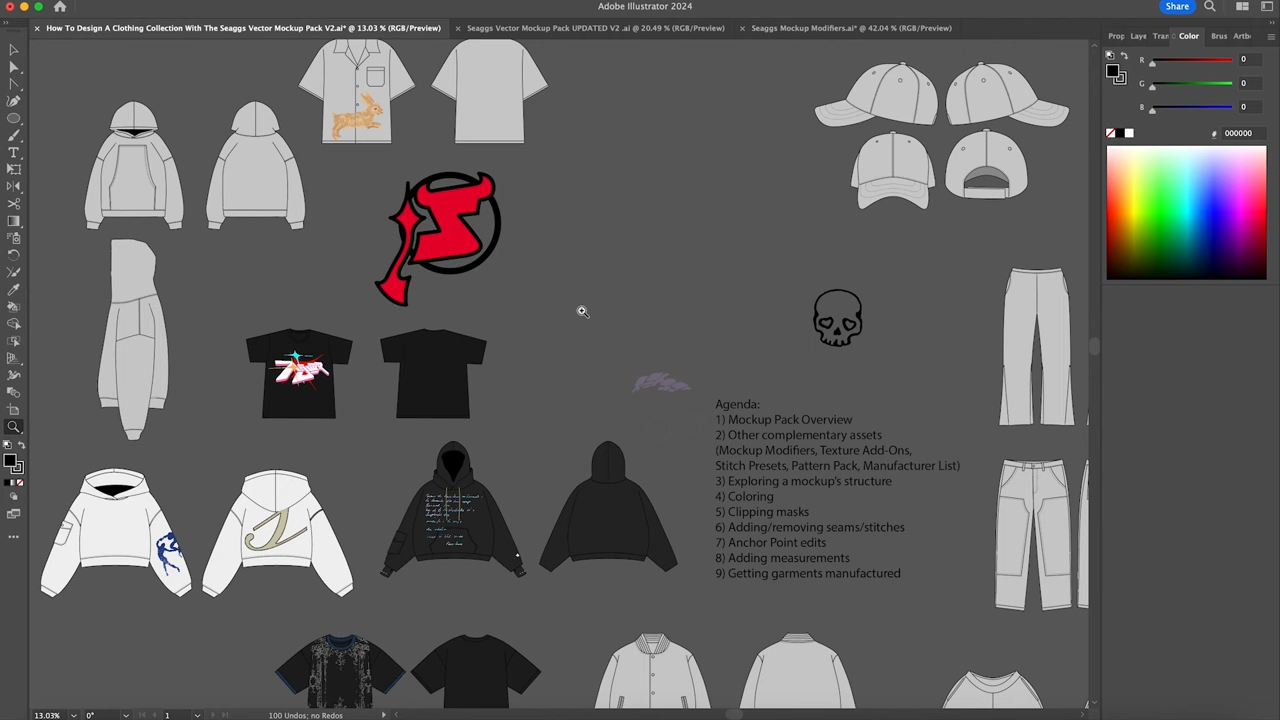 Adobe Illustrator 2024
Share
How To Design A Clothing Collection With The Seaggs Vector Mockup Pack V2.ai* @ 13.03 % (RGB/Preview)
Seaggs Vector Mockup Pack UPDATED V2 .ai @ 20.49 % (RGB/Preview)
Seaggs Mockup Modifiers.ai* @ 42.04 % (RGB/Preview)
Prop
Laye
Tra
Color
Brus
Artb
R
0
G
0
B
0
#
000000
Agenda:
1) Mockup Pack Overview
2) Other complementary assets
(Mockup Modifiers, Texture Add-Ons,
Stitch Presets, Pattern Pack, Manufacturer List)
3) Exploring a mockup's structure
4) Coloring
5) Clipping masks
6) Adding/removing seams/stitches
7) Anchor Point edits
8) Adding measurements
9) Getting garments manufactured
13.03%
0°
1
100 Undos; no Redos